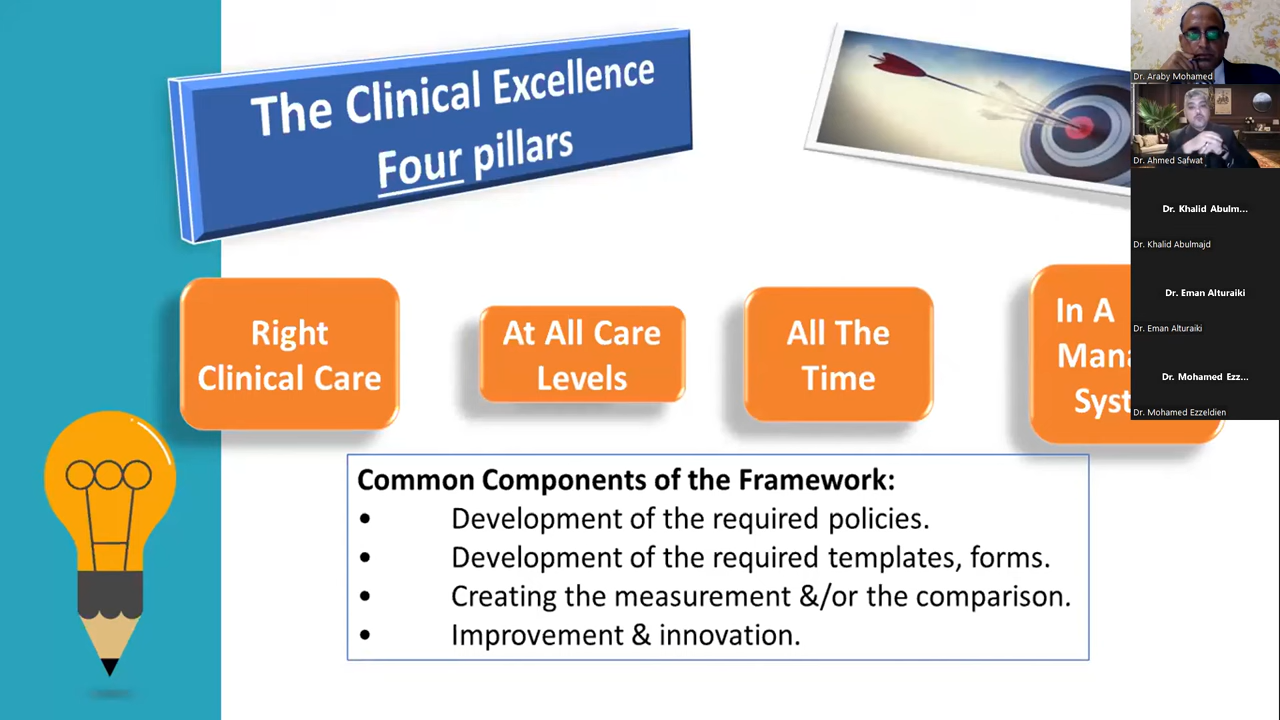 The Clinical Excellence
Four pillars
Right
Clinical Care
At All Care
Levels
All The
Time
In A
Common Components of the Framework:
• Development of the required policies.
• Development of the required templates, forms.
• Creating the measurement &/or the comparison.
• Improvement & innovation.
Dr. Araby Mohamed
Dr. Ahmed Safwat
Dr. Khalid Abulm...
Dr. Khalid Abulmajd
Dr. Eman Alturaiki
Dr. Eman Alturaiki
Dr. Mohamed Ezz...
Dr. Mohamed Ezzeldien